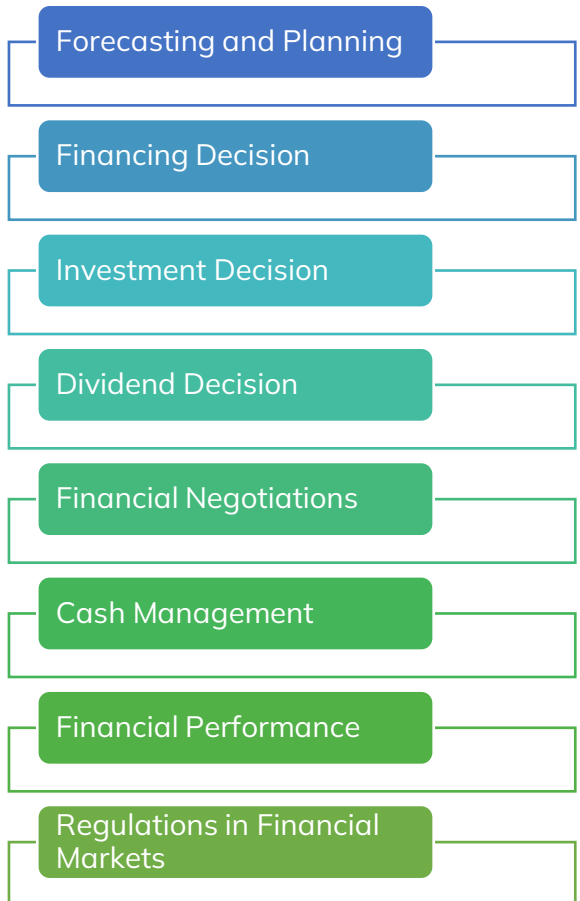 Forecasting and Planning
Financing Decision
Investment Decision
Dividend Decision
Financial Negotiations
Cash Management
Financial Performance
Regulations in Financial
Markets